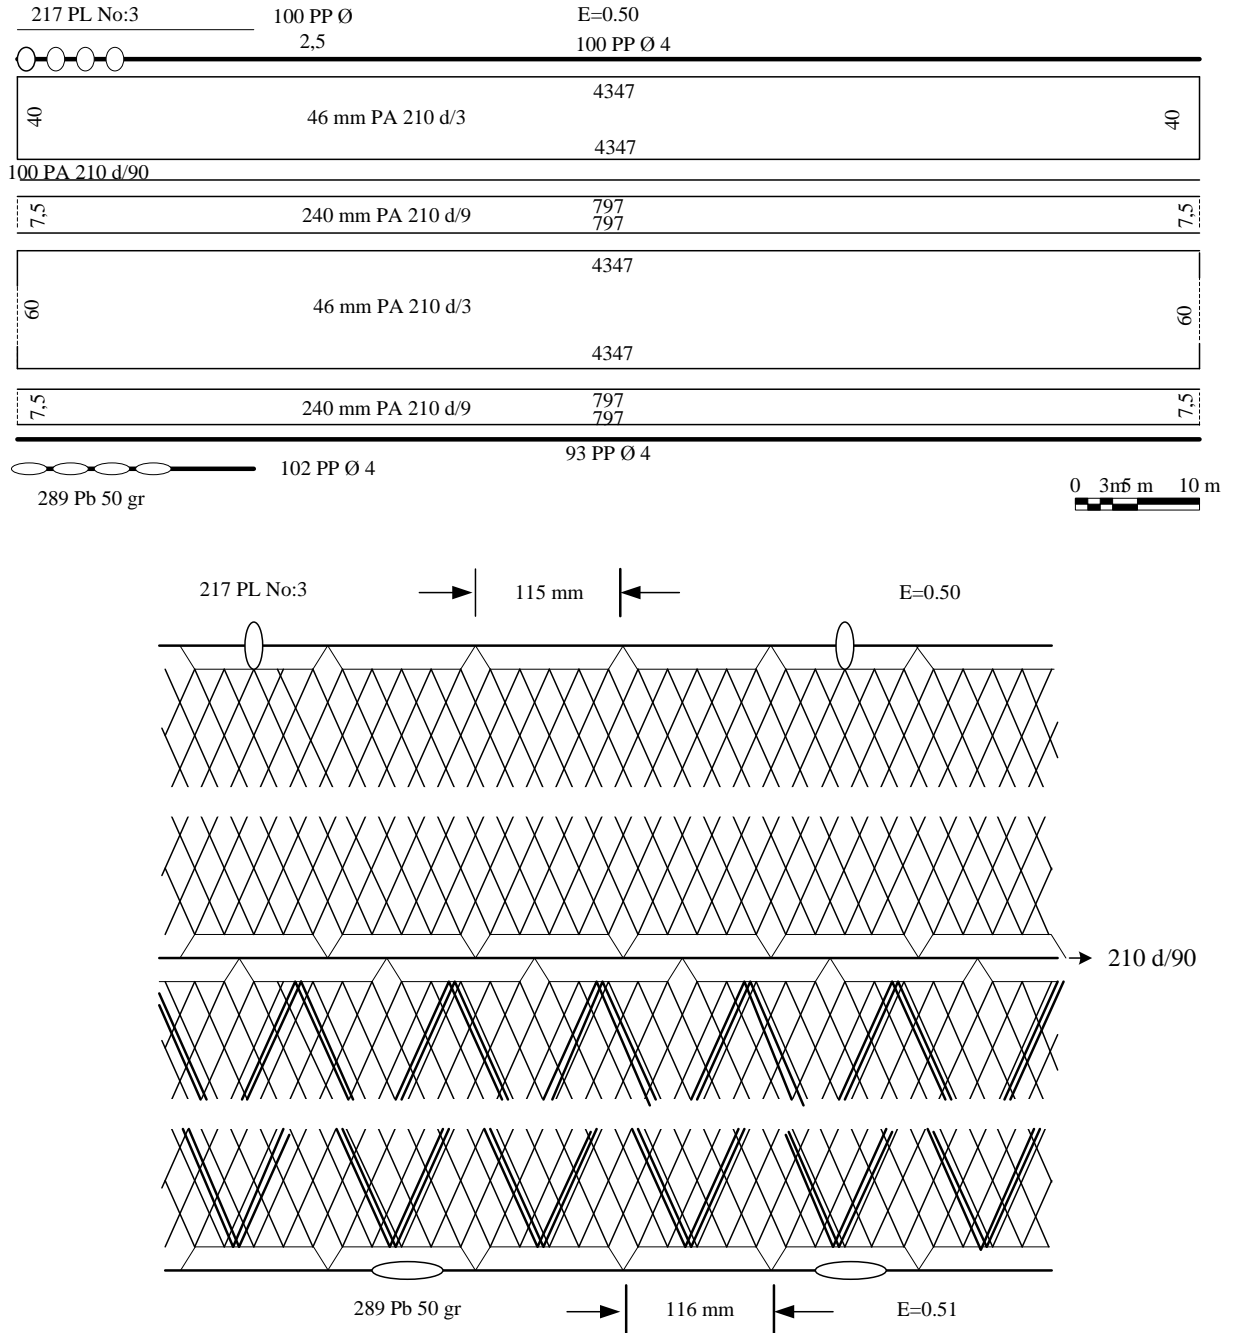 217 PL No:3 100 PP Ø E=0.50
2,5 100 PP Ø 4
4347
40 46 mm PA 210 d/3 40
4347
100 PA 210 d/90
797
7,5 240 mm PA 210 d/9 7,5
797
4347
60 46 mm PA 210 d/3 60
4347
797
7,5 240 mm PA 210 d/9 7,5
797
93 PP Ø 4
102 PP Ø 4
289 Pb 50 gr
0 3m 5 m 10 m
217 PL No:3 115 mm E=0.50
210 d/90
289 Pb 50 gr 116 mm E=0.51